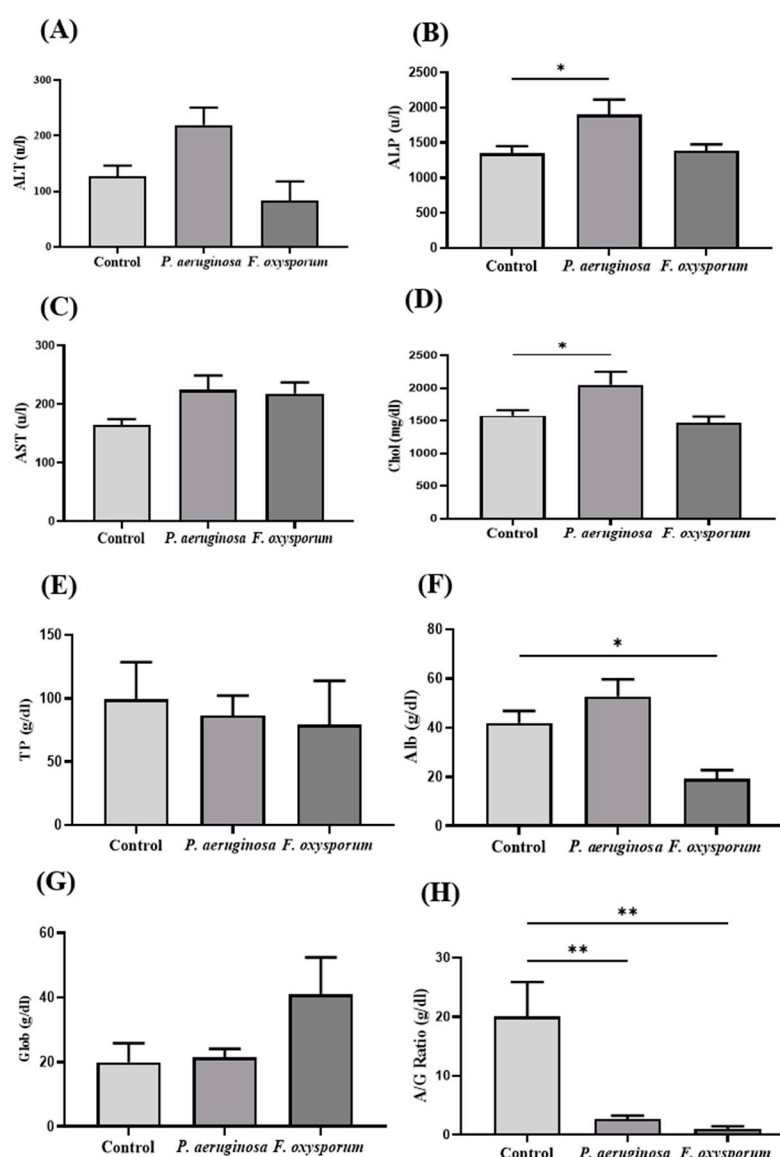 (A)
ALT (u/l)
300
200
100
0
Control P. aeruginosa F. oxysporum
(B)
*
ALP (u/l)
2500
2000
1500
1000
500
0
Control P. aeruginosa F. oxysporum
(C)
AST (u/l)
300
200
100
0
Control P. aeruginosa F. oxysporum
(D)
*
Chol (mg/dl)
2500
2000
1500
1000
500
0
Control P. aeruginosa F. oxysporum
(E)
TP (g/dl)
150
100
50
0
Control P. aeruginosa F. oxysporum
(F)
*
Alb (g/dl)
80
60
40
20
0
Control P. aeruginosa F. oxysporum
(G)
Glob (g/dl)
60
40
20
0
Control P. aeruginosa F. oxysporum
(H)
**
**
A/G Ratio (g/dl)
30
20
10
0
Control P. aeruginosa F. oxysporum